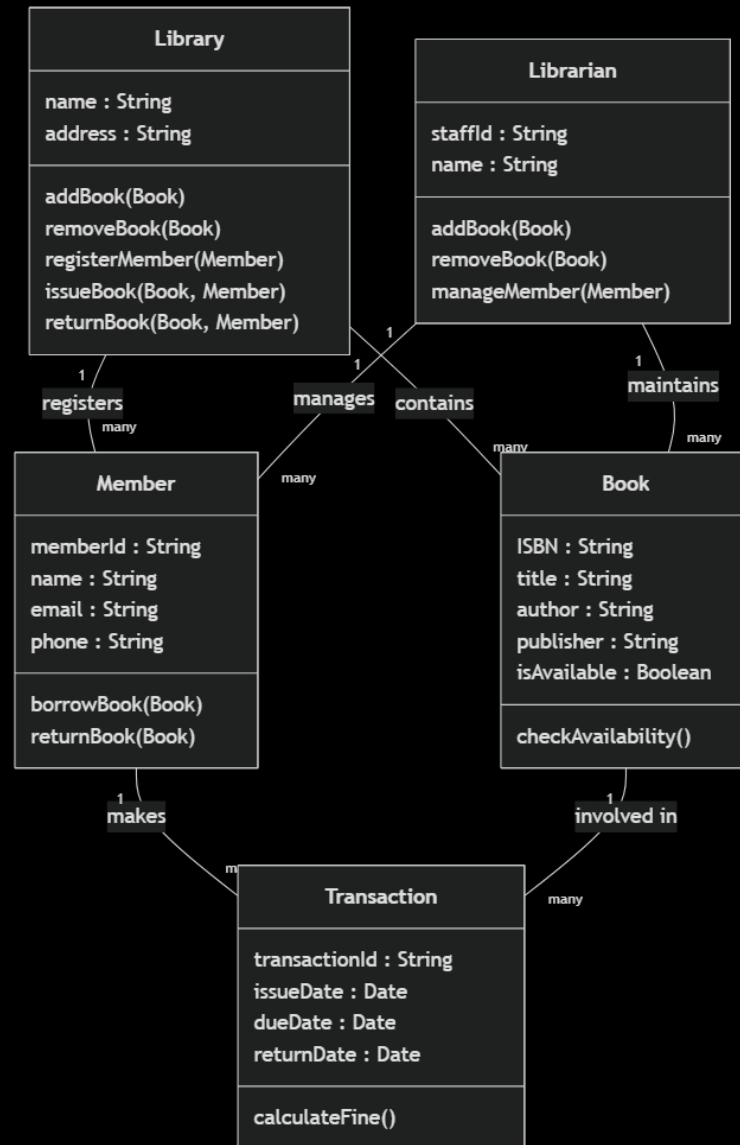 Library
name : String
address : String
addBook(Book)
removeBook(Book)
registerMember(Member)
issueBook(Book, Member)
returnBook(Book, Member)
Librarian
staffId : String
name : String
addBook(Book)
removeBook(Book)
manageMember(Member)
1
registers
many
1
manages
many
1
contains
many
1
maintains
many
Member
memberId : String
name : String
email : String
phone : String
borrowBook(Book)
returnBook(Book)
Book
ISBN : String
title : String
author : String
publisher : String
isAvailable : Boolean
checkAvailability()
1
makes
1
involved in
many
Transaction
transactionId : String
issueDate : Date
dueDate : Date
returnDate : Date
calculateFine()